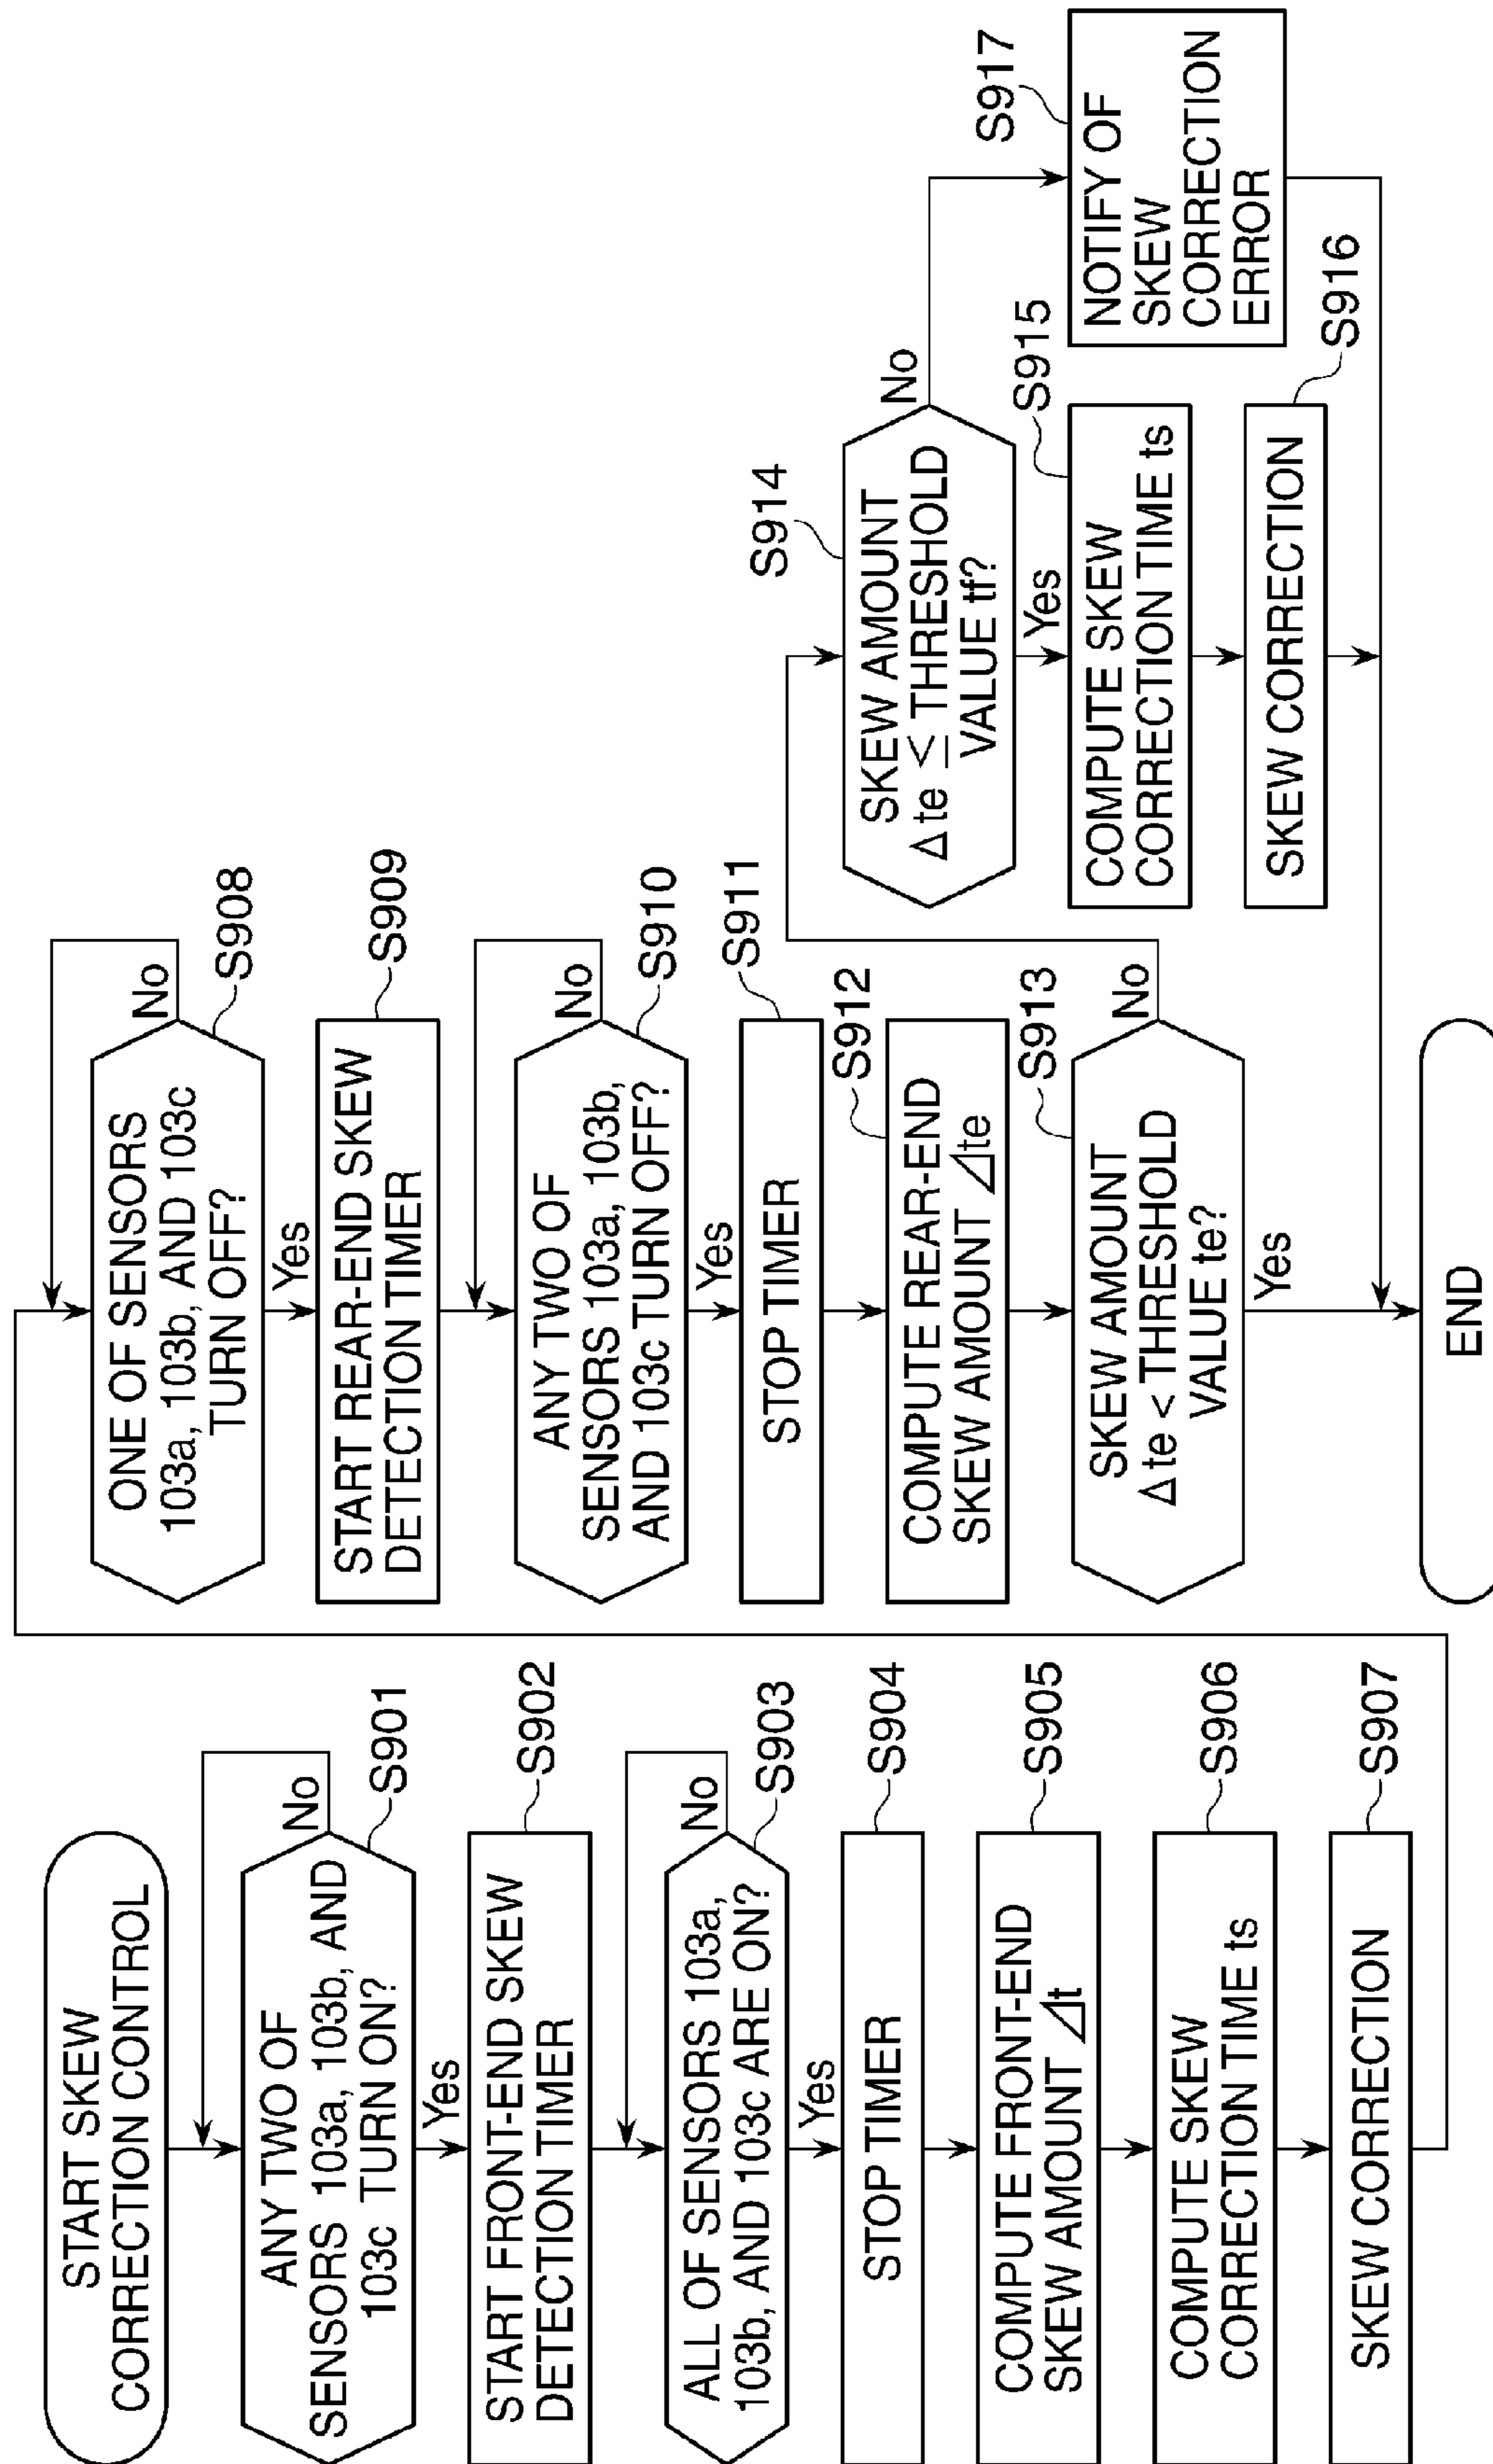 START SKEW
CORRECTION CONTROL
ANY TWO OF
SENSORS 103a, 103b, AND
103c TURN ON?
No
S901
Yes
START FRONT-END SKEW
DETECTION TIMER
S902
ALL OF SENSORS 103a,
103b, AND 103c ARE ON?
No
S903
Yes
STOP TIMER
S904
COMPUTE FRONT-END
SKEW AMOUNT ⊿t
S905
COMPUTE SKEW
CORRECTION TIME ts
S906
SKEW CORRECTION
S907
ONE OF SENSORS
103a, 103b, AND 103c
TURN OFF?
No
S908
Yes
START REAR-END SKEW
DETECTION TIMER
S909
ANY TWO OF
SENSORS 103a, 103b,
AND 103c TURN OFF?
No
S910
Yes
STOP TIMER
S911
COMPUTE REAR-END
SKEW AMOUNT ⊿te
S912
SKEW AMOUNT
Δte < THRESHOLD
VALUE te?
No
S913
Yes
END
SKEW AMOUNT
Δte ≤ THRESHOLD
VALUE tf?
No
S914
Yes
COMPUTE SKEW
CORRECTION TIME ts
S915
SKEW CORRECTION
S916
NOTIFY OF
SKEW
CORRECTION
ERROR
S917